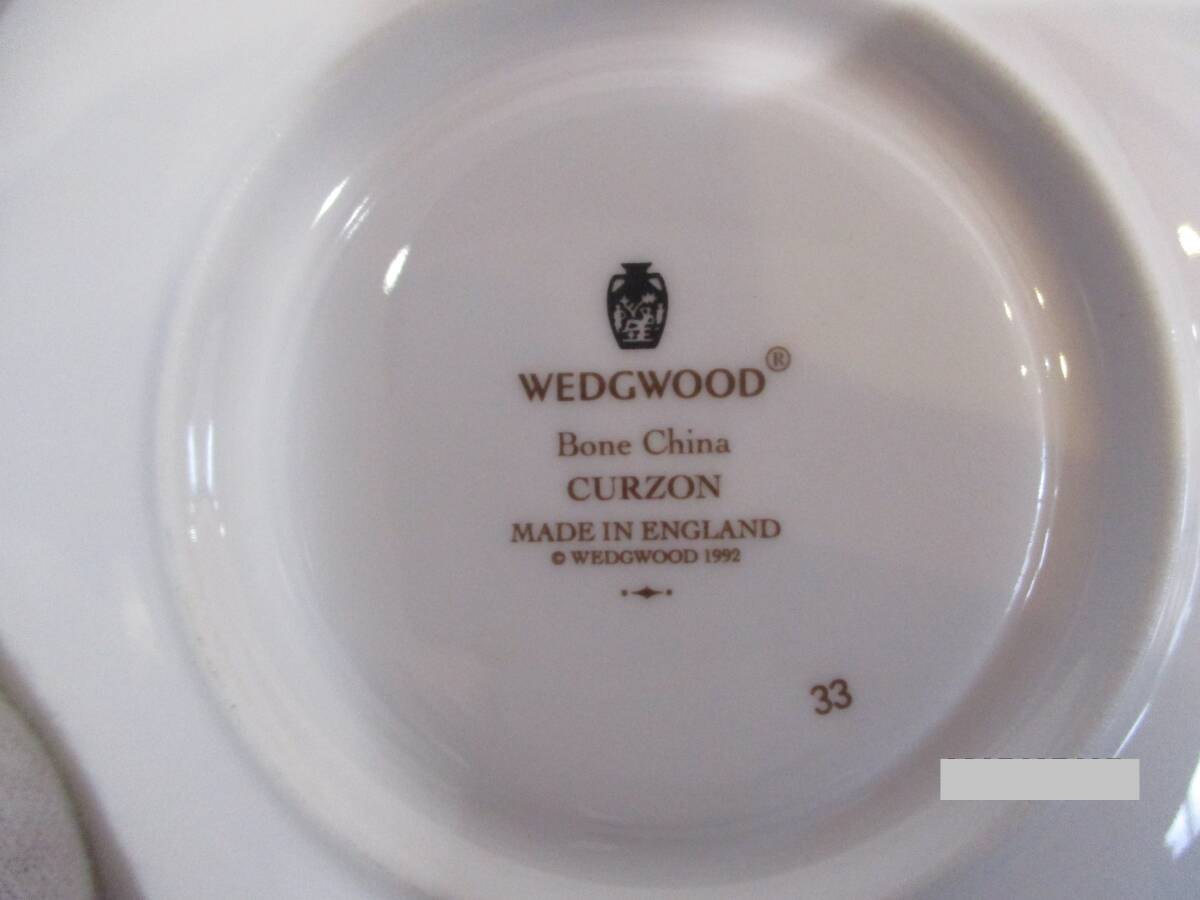 WEDGWOOD®
Bone China
CURZON
MADE IN ENGLAND
© WEDGWOOD 1992
33